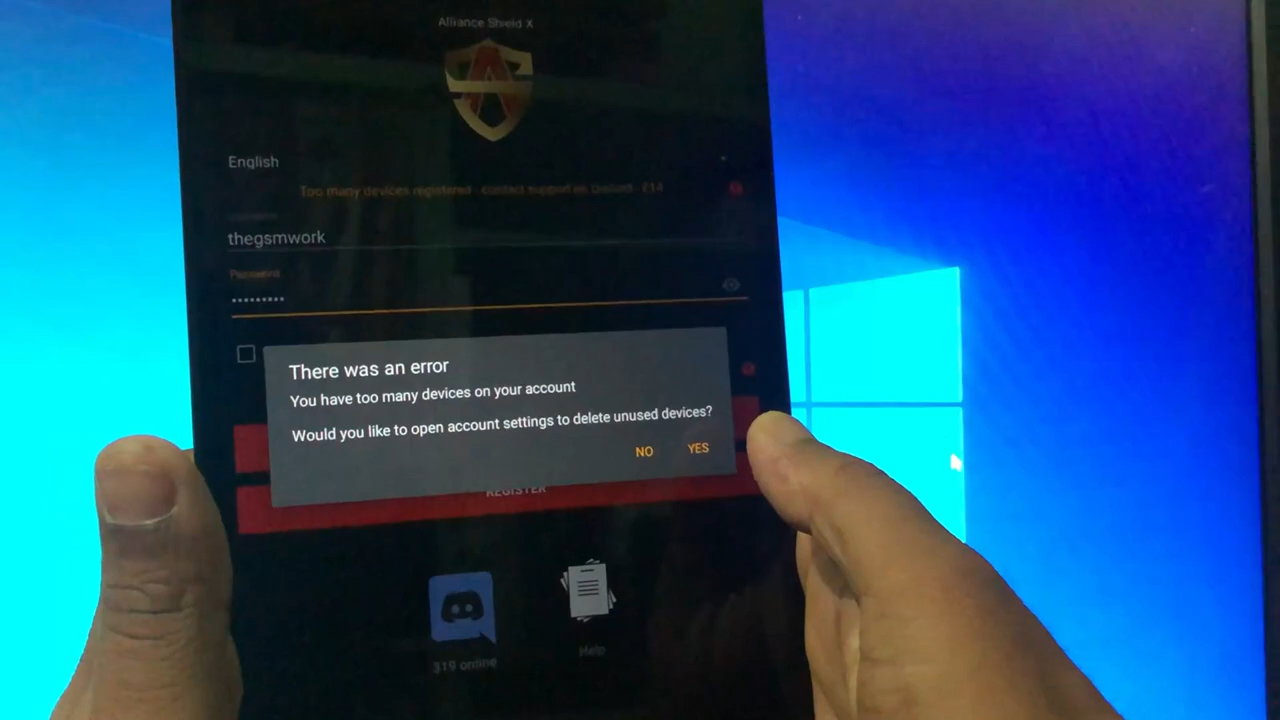 Alliance Shield X
English
Too many devices registered - contact support on Discord - E14
thegsmwork
Password
There was an error
You have too many devices on your account
Would you like to open account settings to delete unused devices?
NO YES
REGISTER
319 online
Help